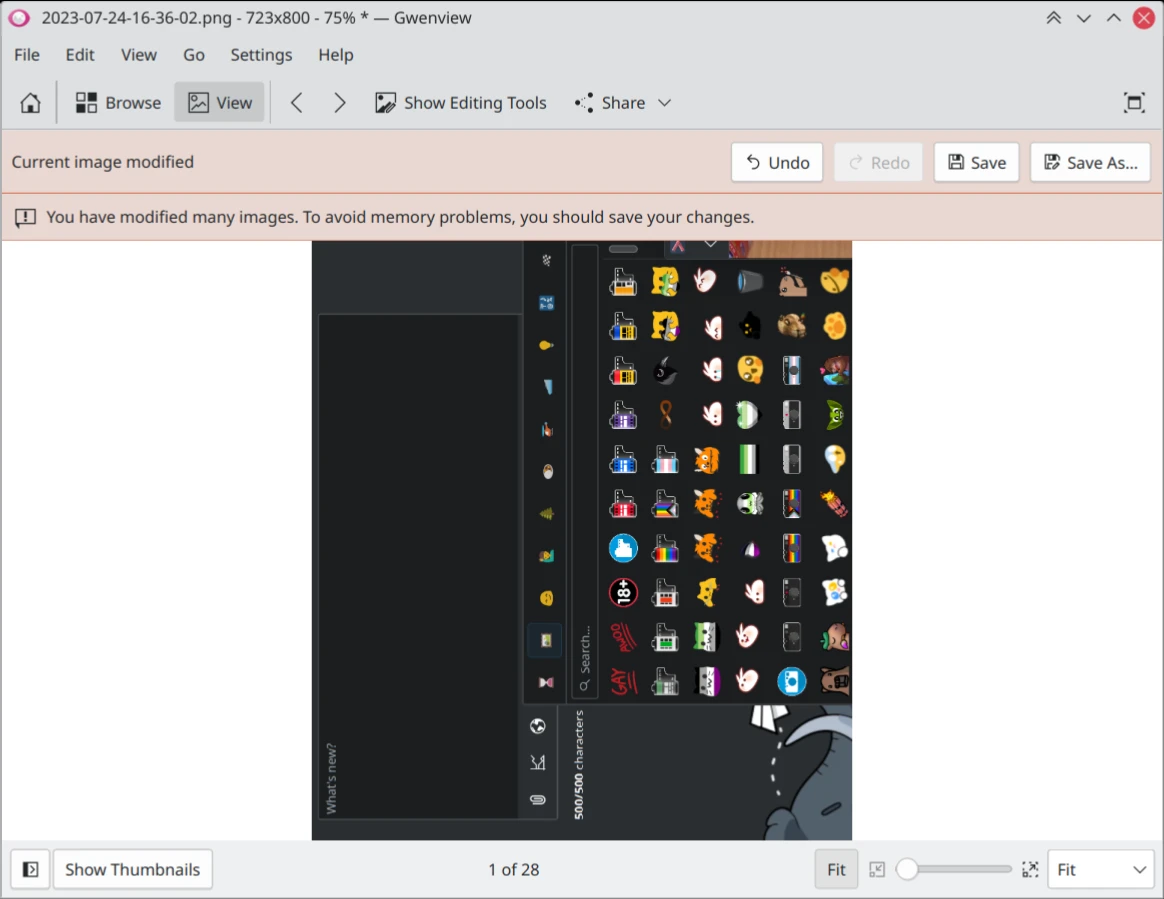 2023-07-24-16-36-02.png - 723x800 - 75% * — Gwenview
File Edit View Go Settings Help
Browse View Show Editing Tools Share
Current image modified Undo Redo Save Save As...
You have modified many images. To avoid memory problems, you should save your changes.
What's new?
500/500 characters
Search...
GAY
AWOO
18+
Show Thumbnails 1 of 28 Fit Fit